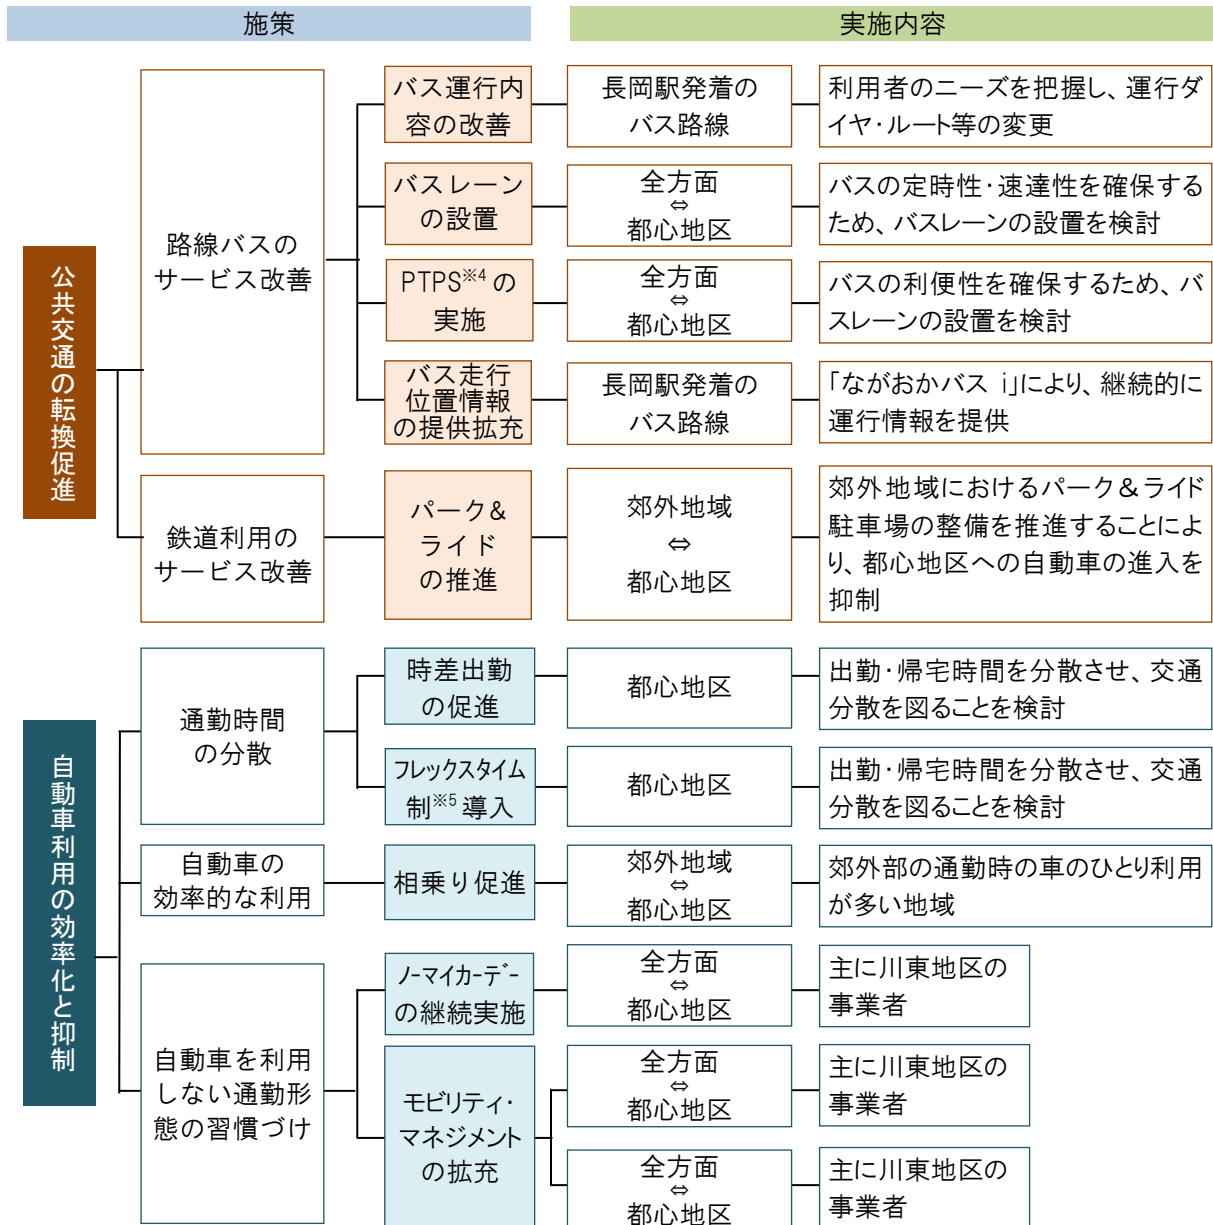 施策
実施内容
公共交通の転換促進
路線バスの
サービス改善
バス運行内
容の改善
長岡駅発着の
バス路線
利用者のニーズを把握し、運行ダ
イヤ・ルート等の変更
バスレーン
の設置
全方面
⇔
都心地区
バスの定時性・速達性を確保する
ため、バスレーンの設置を検討
PTPS※4の
実施
全方面
⇔
都心地区
バスの利便性を確保するため、バ
スレーンの設置を検討
バス走行
位置情報
の提供拡充
長岡駅発着の
バス路線
「ながおかバス i」により、継続的に
運行情報を提供
鉄道利用の
サービス改善
パーク&
ライド
の推進
郊外地域
⇔
都心地区
郊外地域におけるパーク&ライド
駐車場の整備を推進することによ
り、都心地区への自動車の進入を
抑制
自動車利用の効率化と抑制
通勤時間
の分散
時差出勤
の促進
都心地区
出勤・帰宅時間を分散させ、交通
分散を図ることを検討
フレックスタイム
制※5導入
都心地区
出勤・帰宅時間を分散させ、交通
分散を図ることを検討
自動車の
効率的な利用
相乗り促進
郊外地域
⇔
都心地区
郊外部の通勤時の車のひとり利用
が多い地域
自動車を利用
しない通勤形
態の習慣づけ
ノーマイカーデー
の継続実施
全方面
⇔
都心地区
主に川東地区の
事業者
モビリティ・
マネジメント
の拡充
全方面
⇔
都心地区
主に川東地区の
事業者
全方面
⇔
都心地区
主に川東地区の
事業者